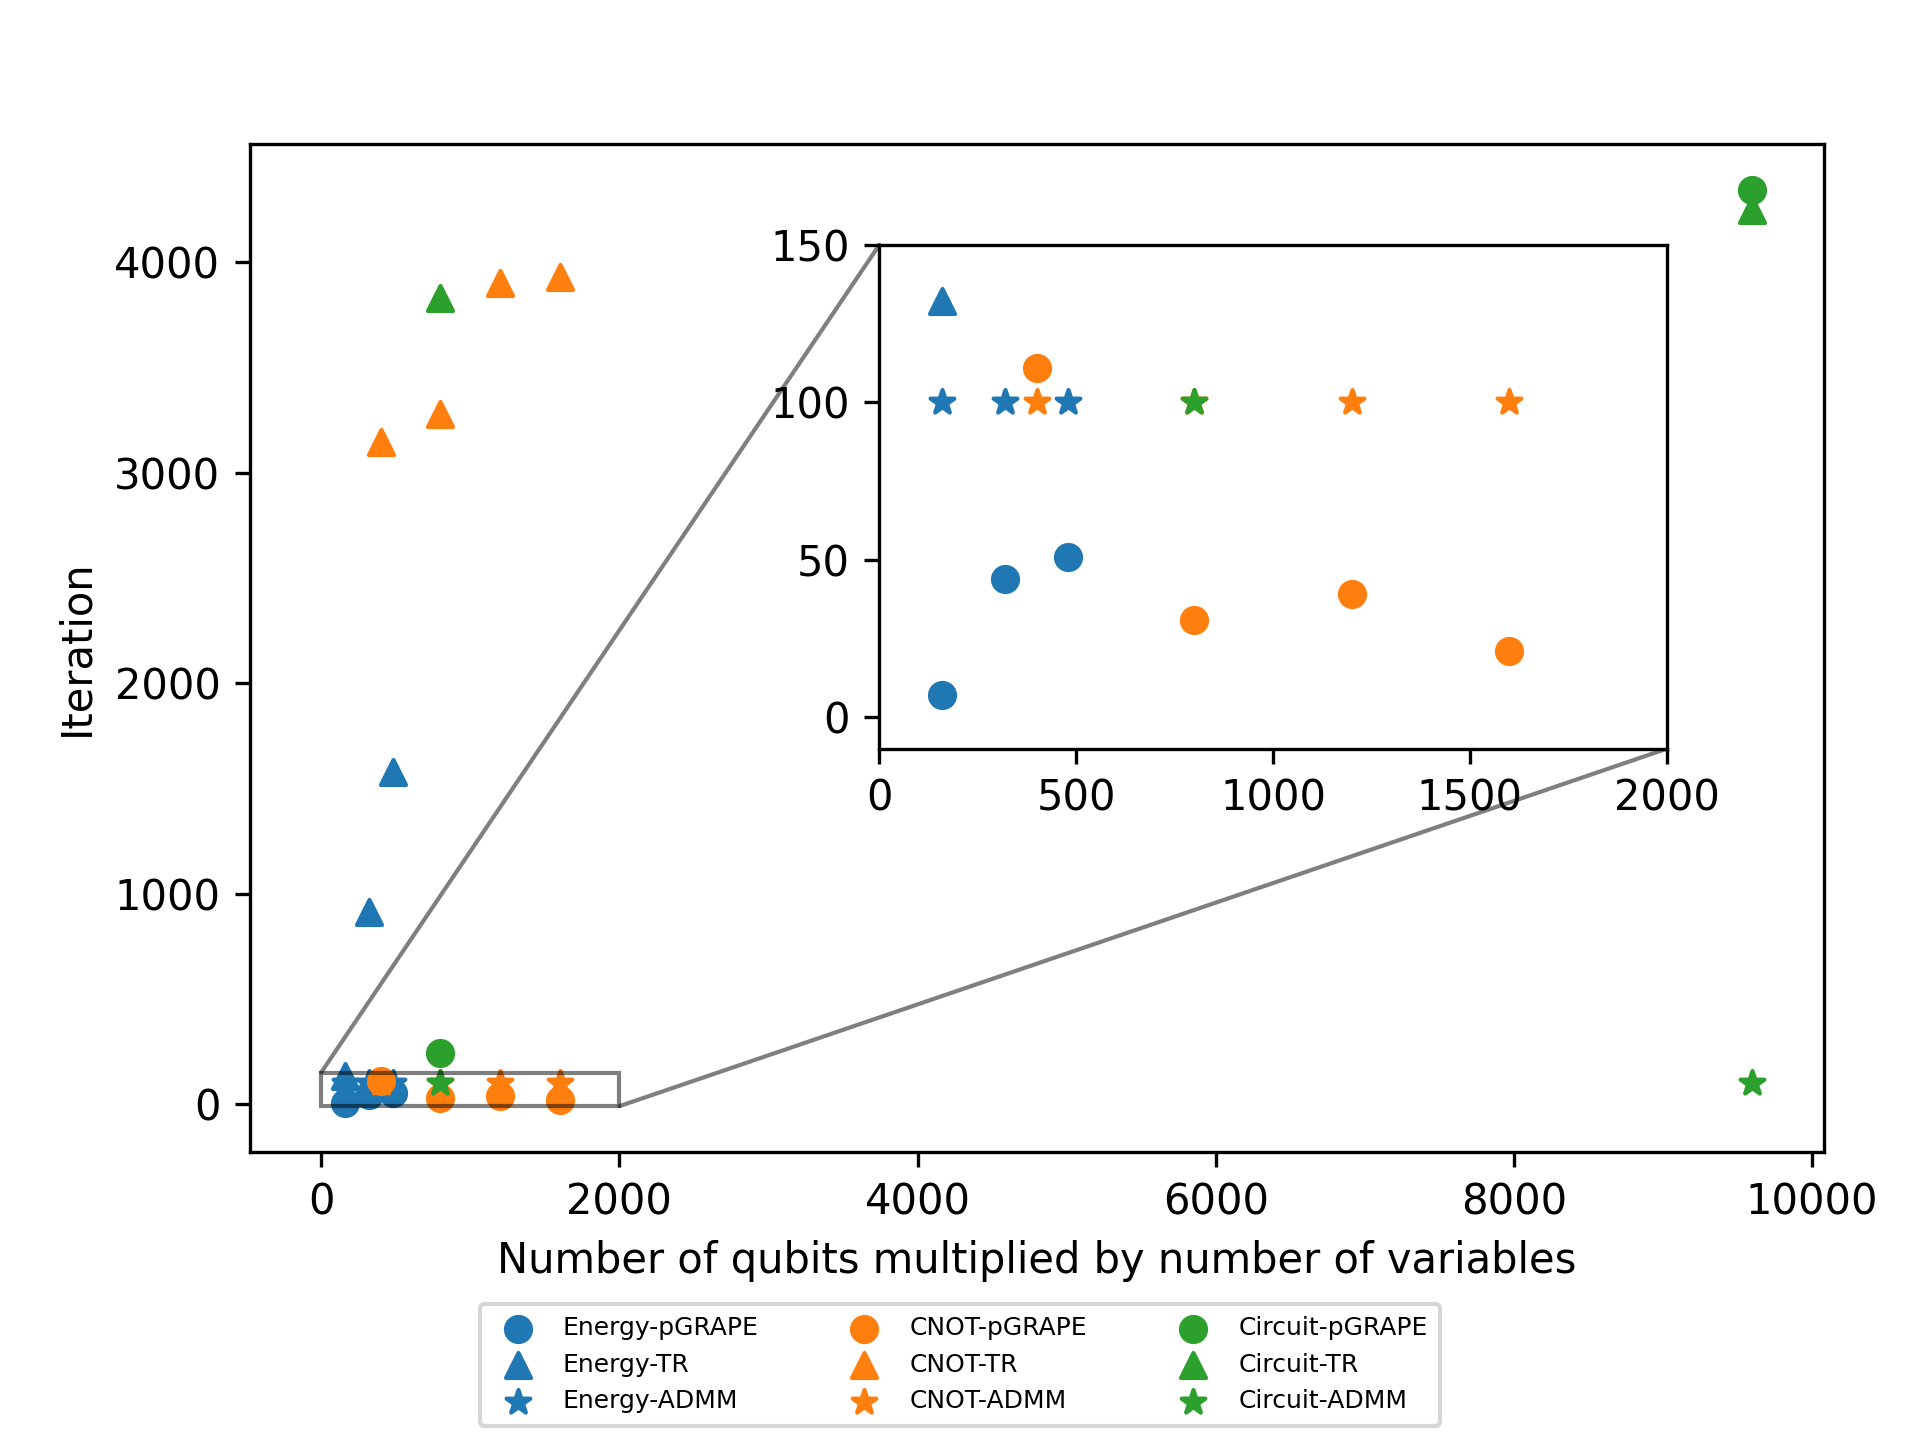 4000
3000
2000
1000
0
Iteration
150
100
50
0
0 500 1000 1500 2000
0 2000 4000 6000 8000 10000
Number of qubits multiplied by number of variables
Energy-pGRAPE CNOT-pGRAPE Circuit-pGRAPE
Energy-TR CNOT-TR Circuit-TR
Energy-ADMM CNOT-ADMM Circuit-ADMM